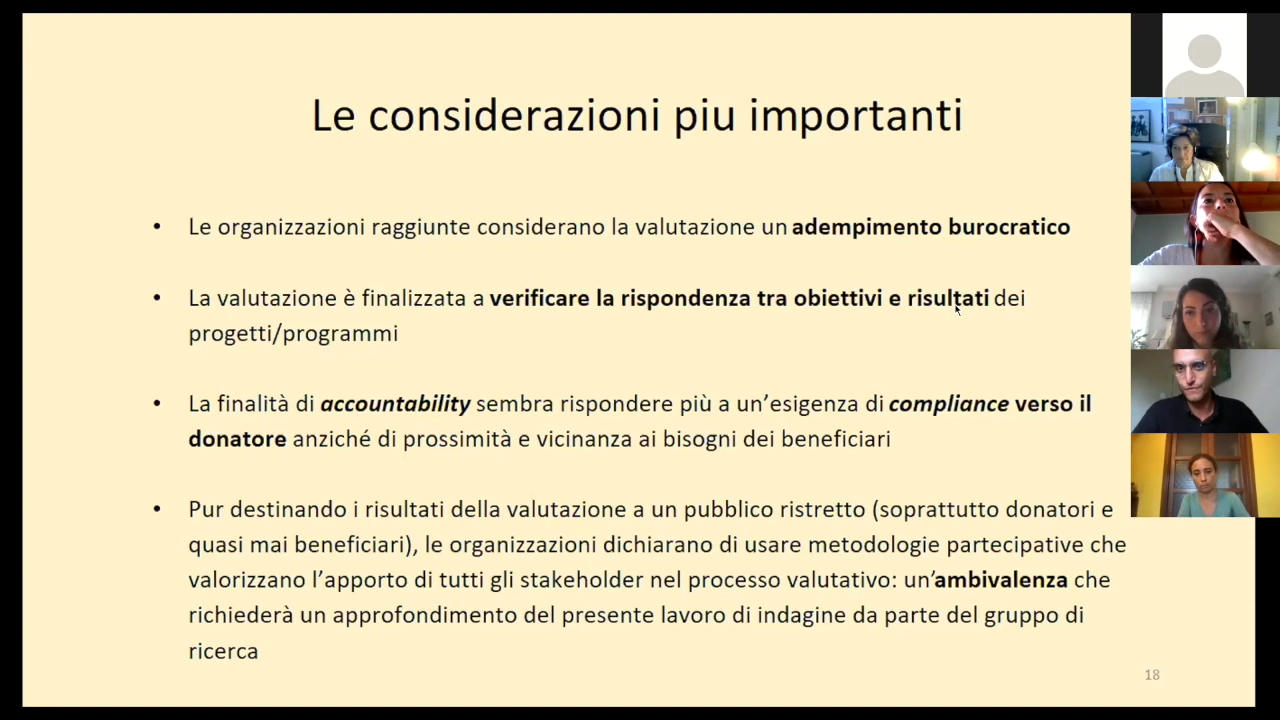 Le considerazioni piu importanti
• Le organizzazioni raggiunte considerano la valutazione un adempimento burocratico
• La valutazione è finalizzata a verificare la rispondenza tra obiettivi e risultati dei
progetti/programmi
• La finalità di accountability sembra rispondere più a un’esigenza di compliance verso il
donatore anziché di prossimità e vicinanza ai bisogni dei beneficiari
• Pur destinando i risultati della valutazione a un pubblico ristretto (soprattutto donatori e
quasi mai beneficiari), le organizzazioni dichiarano di usare metodologie partecipative che
valorizzano l’apporto di tutti gli stakeholder nel processo valutativo: un’ambivalenza che
richiederà un approfondimento del presente lavoro di indagine da parte del gruppo di
ricerca
18